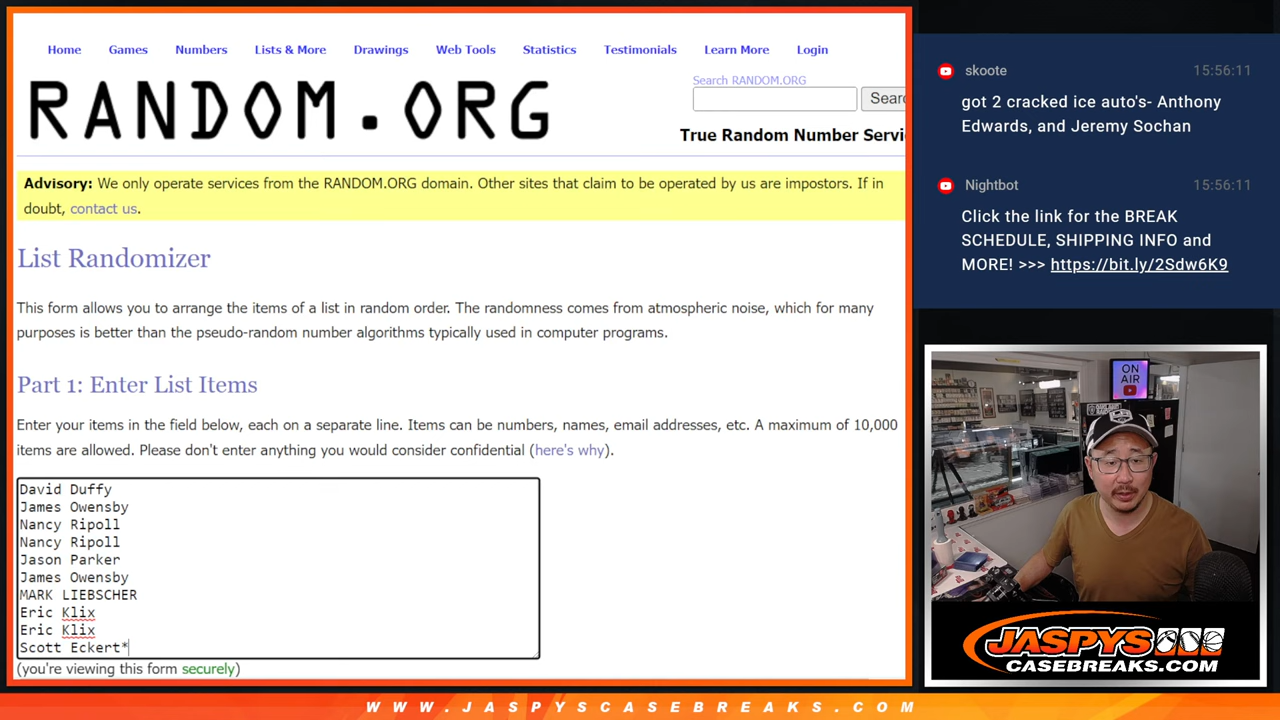 Home Games Numbers Lists & More Drawings Web Tools Statistics Testimonials Learn More Login
RANDOM.ORG
Search RANDOM.ORG
Searc
True Random Number Servi
Advisory: We only operate services from the RANDOM.ORG domain. Other sites that claim to be operated by us are impostors. If in
doubt, contact us.
List Randomizer
This form allows you to arrange the items of a list in random order. The randomness comes from atmospheric noise, which for many
purposes is better than the pseudo-random number algorithms typically used in computer programs.
Part 1: Enter List Items
Enter your items in the field below, each on a separate line. Items can be numbers, names, email addresses, etc. A maximum of 10,000
items are allowed. Please don't enter anything you would consider confidential (here's why).
David Duffy
James Owensby
Nancy Ripoll
Nancy Ripoll
Jason Parker
James Owensby
MARK LIEBSCHER
Eric Klix
Eric Klix
Scott Eckert*
(you're viewing this form securely)
skoote 15:56:11
got 2 cracked ice auto's- Anthony
Edwards, and Jeremy Sochan
Nightbot 15:56:11
Click the link for the BREAK
SCHEDULE, SHIPPING INFO and
MORE! >>> https://bit.ly/2Sdw6K9
ON
AIR
JASPYS
CASEBREAKS.COM
WWW.JASPYSCASEBREAKS.COM